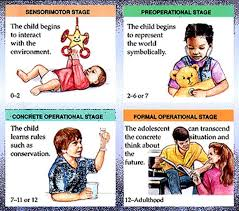 SENSORIMOTOR STAGE
The child begins
to interact
with the
environment.
0–2
PREOPERATIONAL STAGE
The child begins
to represent
the world
symbolically.
2–6 or 7
CONCRETE OPERATIONAL STAGE
The child
learns rules
such as
conservation.
7–11 or 12
FORMAL OPERATIONAL STAGE
The adolescent can transcend
the concrete situation and
think about
the future.
12–Adulthood